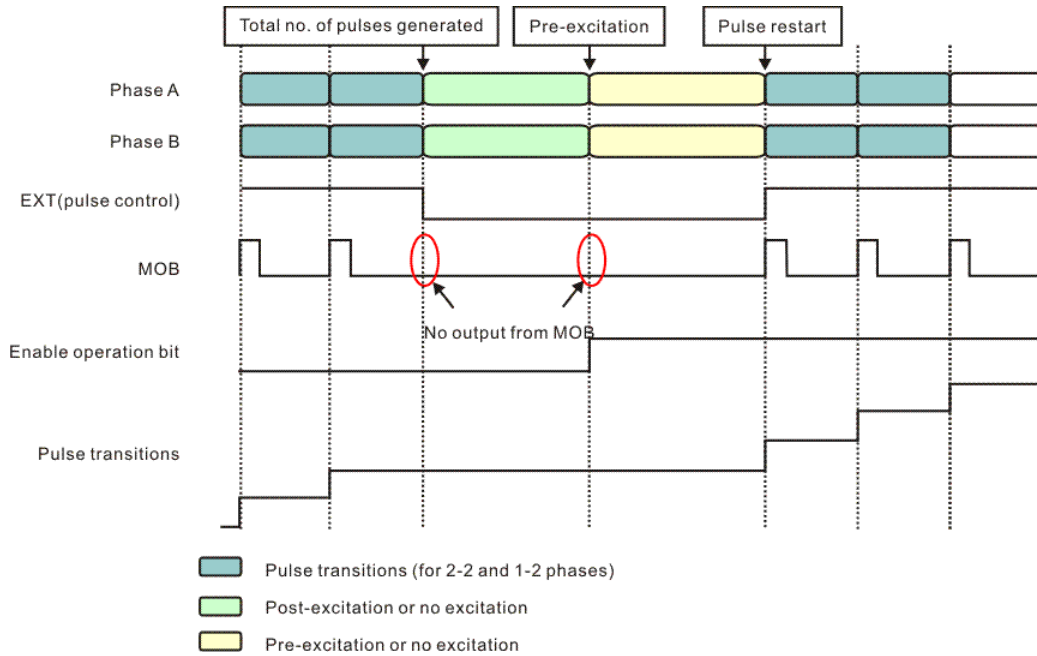 Total no. of pulses generated
Pre-excitation
Pulse restart
Phase A
Phase B
EXT(pulse control)
MOB
No output from MOB
Enable operation bit
Pulse transitions
Pulse transitions (for 2-2 and 1-2 phases)
Post-excitation or no excitation
Pre-excitation or no excitation